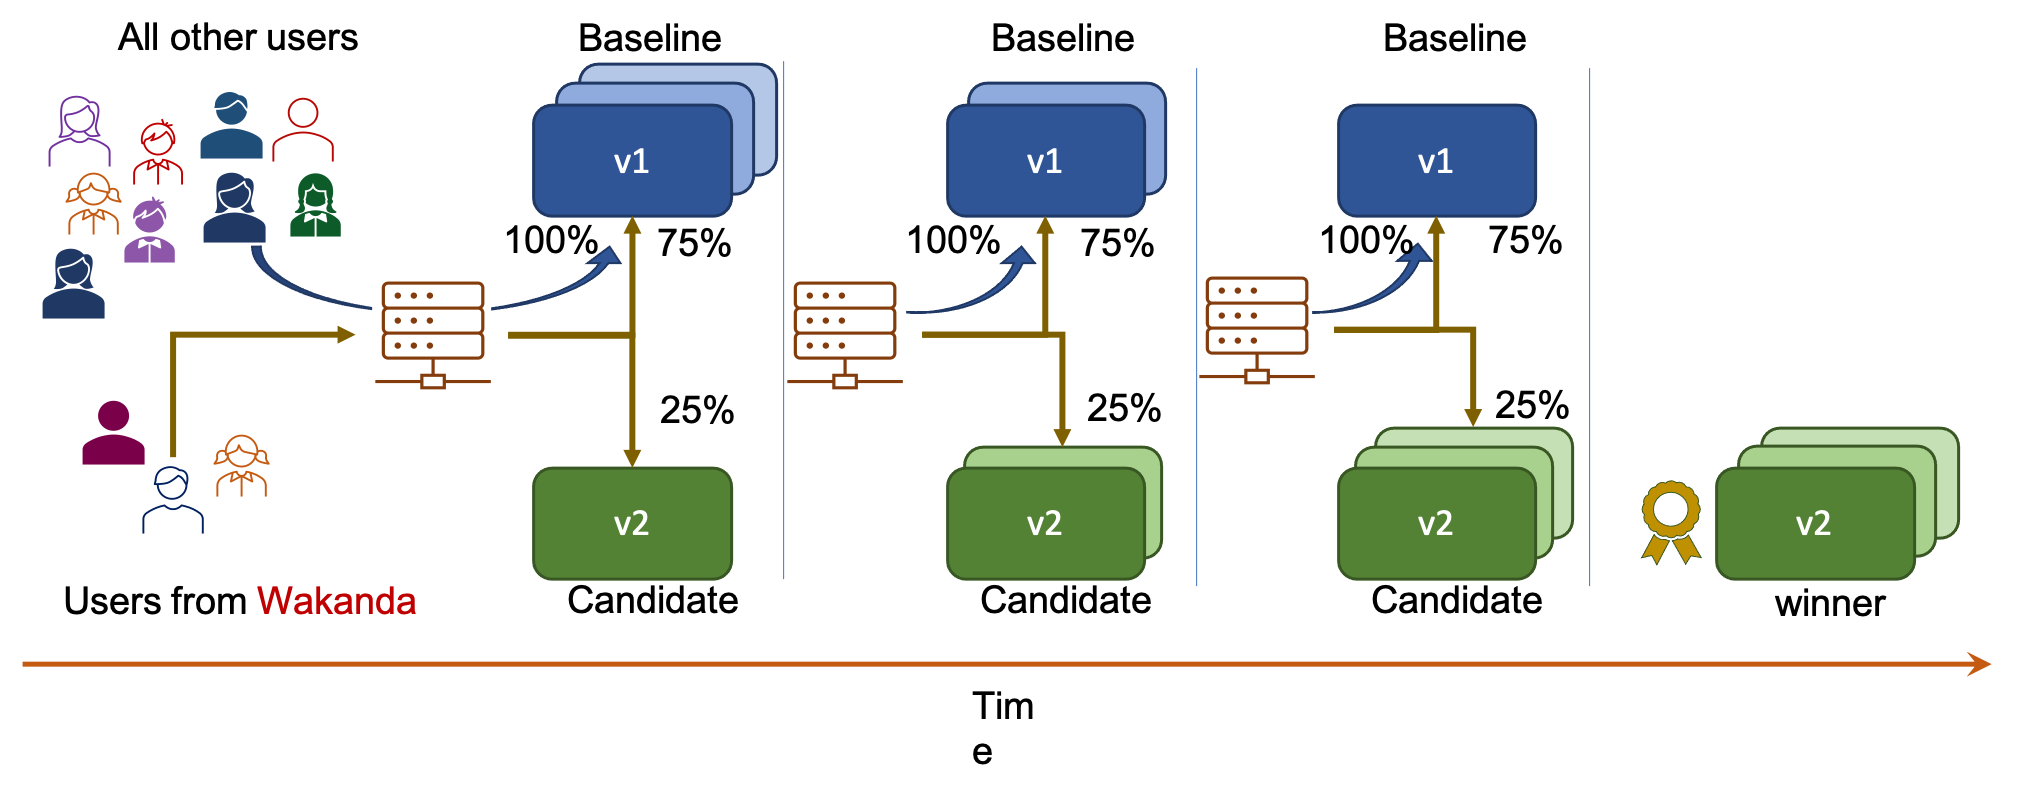 All other users
Baseline
Baseline
Baseline
v1
v1
v1
100%
75%
100%
75%
100%
75%
25%
25%
25%
v2
v2
v2
v2
Users from Wakanda
Candidate
Candidate
Candidate
winner
Tim
e